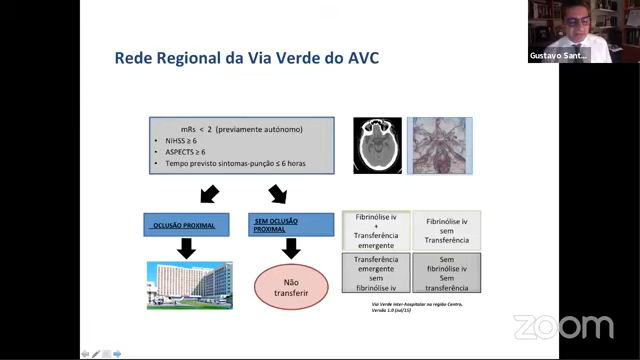 Gustavo Sant...
Rede Regional da Via Verde do AVC
mRs < 2 (previamente autónomo)
• NIHSS ≥ 6
• ASPECTS ≥ 6
• Tempo previsto sintomas-punção ≤ 6 horas
OCLUSÃO PROXIMAL
SEM OCLUSÃO
PROXIMAL
Não
transferir
Fibrinólise iv
+
Transferência
emergente
Fibrinólise iv
sem
Transferência
Transferência
emergente
sem
fibrinólise iv
Sem
fibrinólise iv
Sem
transferência
Via Verde Inter-hospitalar na região Centro,
Versão 1.0 (jul/15)
zoom